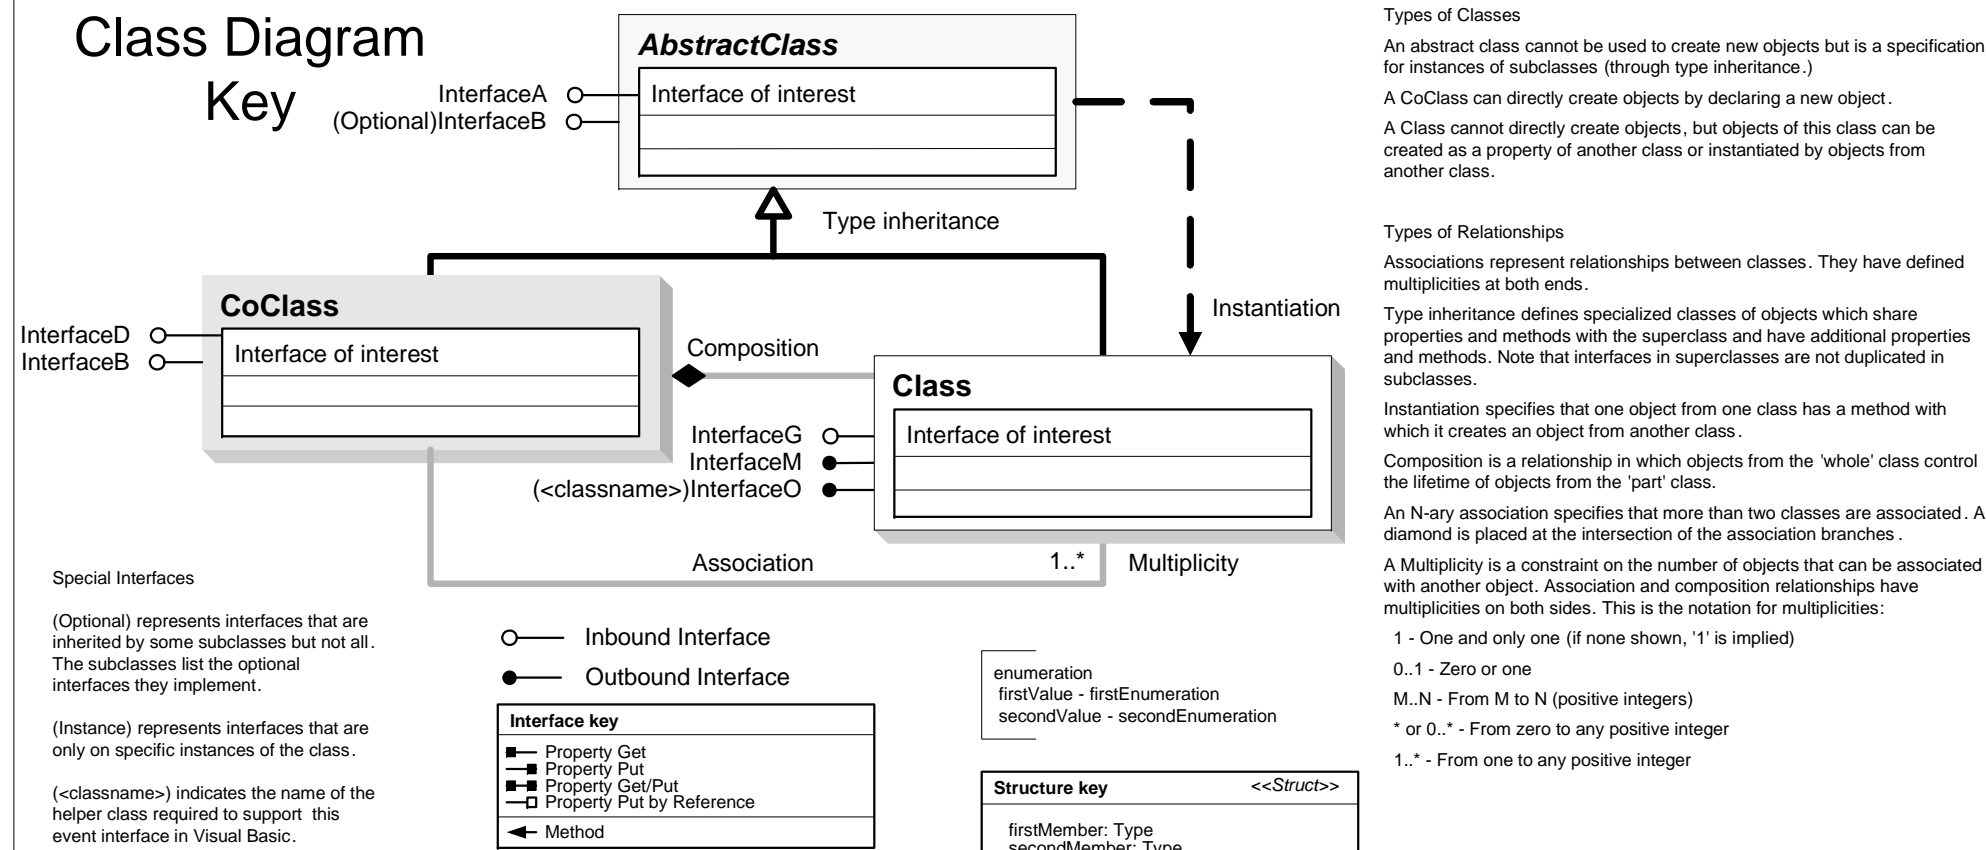 Class Diagram
Key
AbstractClass
Interface of interest
InterfaceA
(Optional)InterfaceB
Type inheritance
Instantiation
CoClass
Interface of interest
InterfaceD
InterfaceB
Composition
Class
Interface of interest
InterfaceG
InterfaceM
(<classname>)InterfaceO
Association
1..*
Multiplicity
Special Interfaces
(Optional) represents interfaces that are
inherited by some subclasses but not all.
The subclasses list the optional
interfaces they implement.
(Instance) represents interfaces that are
only on specific instances of the class.
(<classname>) indicates the name of the
helper class required to support this
event interface in Visual Basic.
Inbound Interface
Outbound Interface
Interface key
Property Get
Property Put
Property Get/Put
Property Put by Reference
Method
enumeration
firstValue - firstEnumeration
secondValue - secondEnumeration
Structure key <<Struct>>
firstMember: Type
secondMember: Type
Types of Classes
An abstract class cannot be used to create new objects but is a specification
for instances of subclasses (through type inheritance.)
A CoClass can directly create objects by declaring a new object.
A Class cannot directly create objects, but objects of this class can be
created as a property of another class or instantiated by objects from
another class.
Types of Relationships
Associations represent relationships between classes. They have defined
multiplicities at both ends.
Type inheritance defines specialized classes of objects which share
properties and methods with the superclass and have additional properties
and methods. Note that interfaces in superclasses are not duplicated in
subclasses.
Instantiation specifies that one object from one class has a method with
which it creates an object from another class.
Composition is a relationship in which objects from the 'whole' class control
the lifetime of objects from the 'part' class.
An N-ary association specifies that more than two classes are associated. A
diamond is placed at the intersection of the association branches.
A Multiplicity is a constraint on the number of objects that can be associated
with another object. Association and composition relationships have
multiplicities on both sides. This is the notation for multiplicities:
1 - One and only one (if none shown, '1' is implied)
0..1 - Zero or one
M..N - From M to N (positive integers)
* or 0..* - From zero to any positive integer
1..* - From one to any positive integer